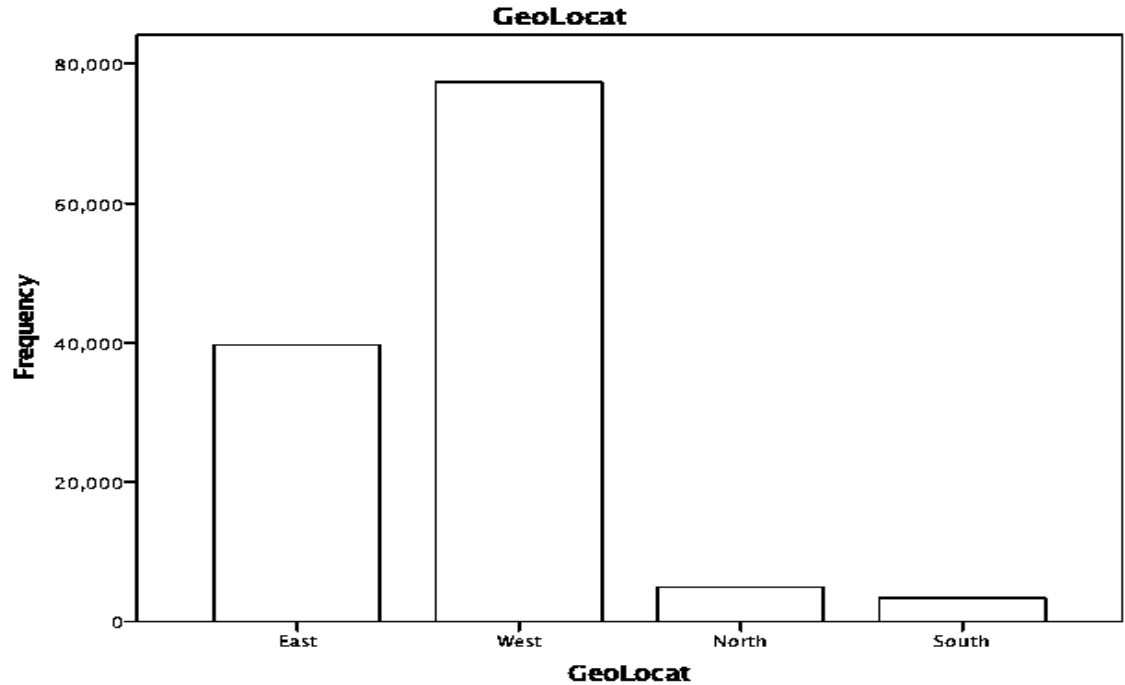 GeoLocat
80,000
60,000
40,000
20,000
0
Frequency
East
West
North
South
GeoLocat